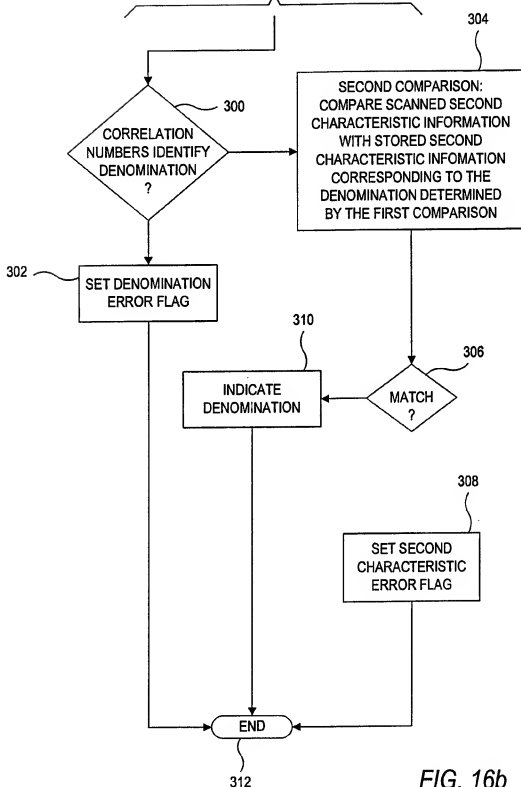 300
CORRELATION
NUMBERS IDENTIFY
DENOMINATION
?
304
SECOND COMPARISON:
COMPARE SCANNED SECOND
CHARACTERISTIC INFORMATION
WITH STORED SECOND
CHARACTERISTIC INFOMATION
CORRESPONDING TO THE
DENOMINATION DETERMINED
BY THE FIRST COMPARISON
302
SET DENOMINATION
ERROR FLAG
310
INDICATE
DENOMINATION
306
MATCH
?
308
SET SECOND
CHARACTERISTIC
ERROR FLAG
END
312
FIG. 16b